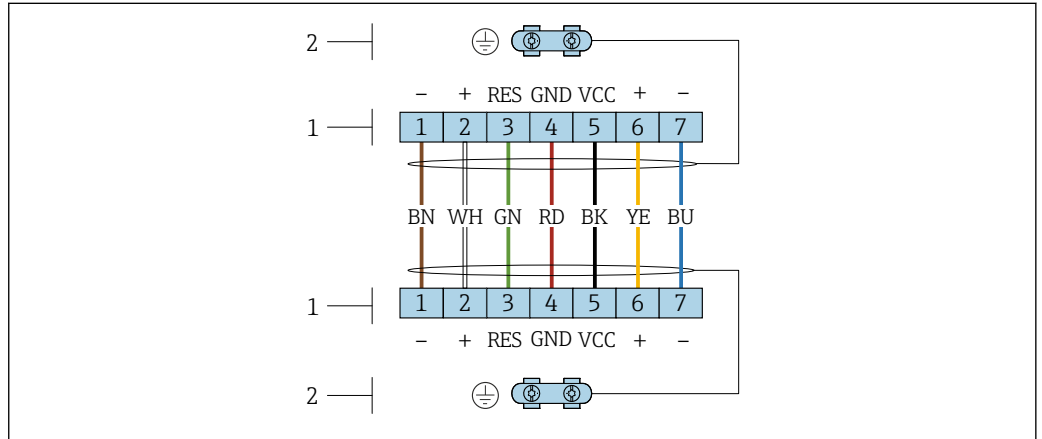 2
– + RES GND VCC + –
1 1 2 3 4 5 6 7
BN WH GN RD BK YE BU
1 1 2 3 4 5 6 7
– + RES GND VCC + –
2